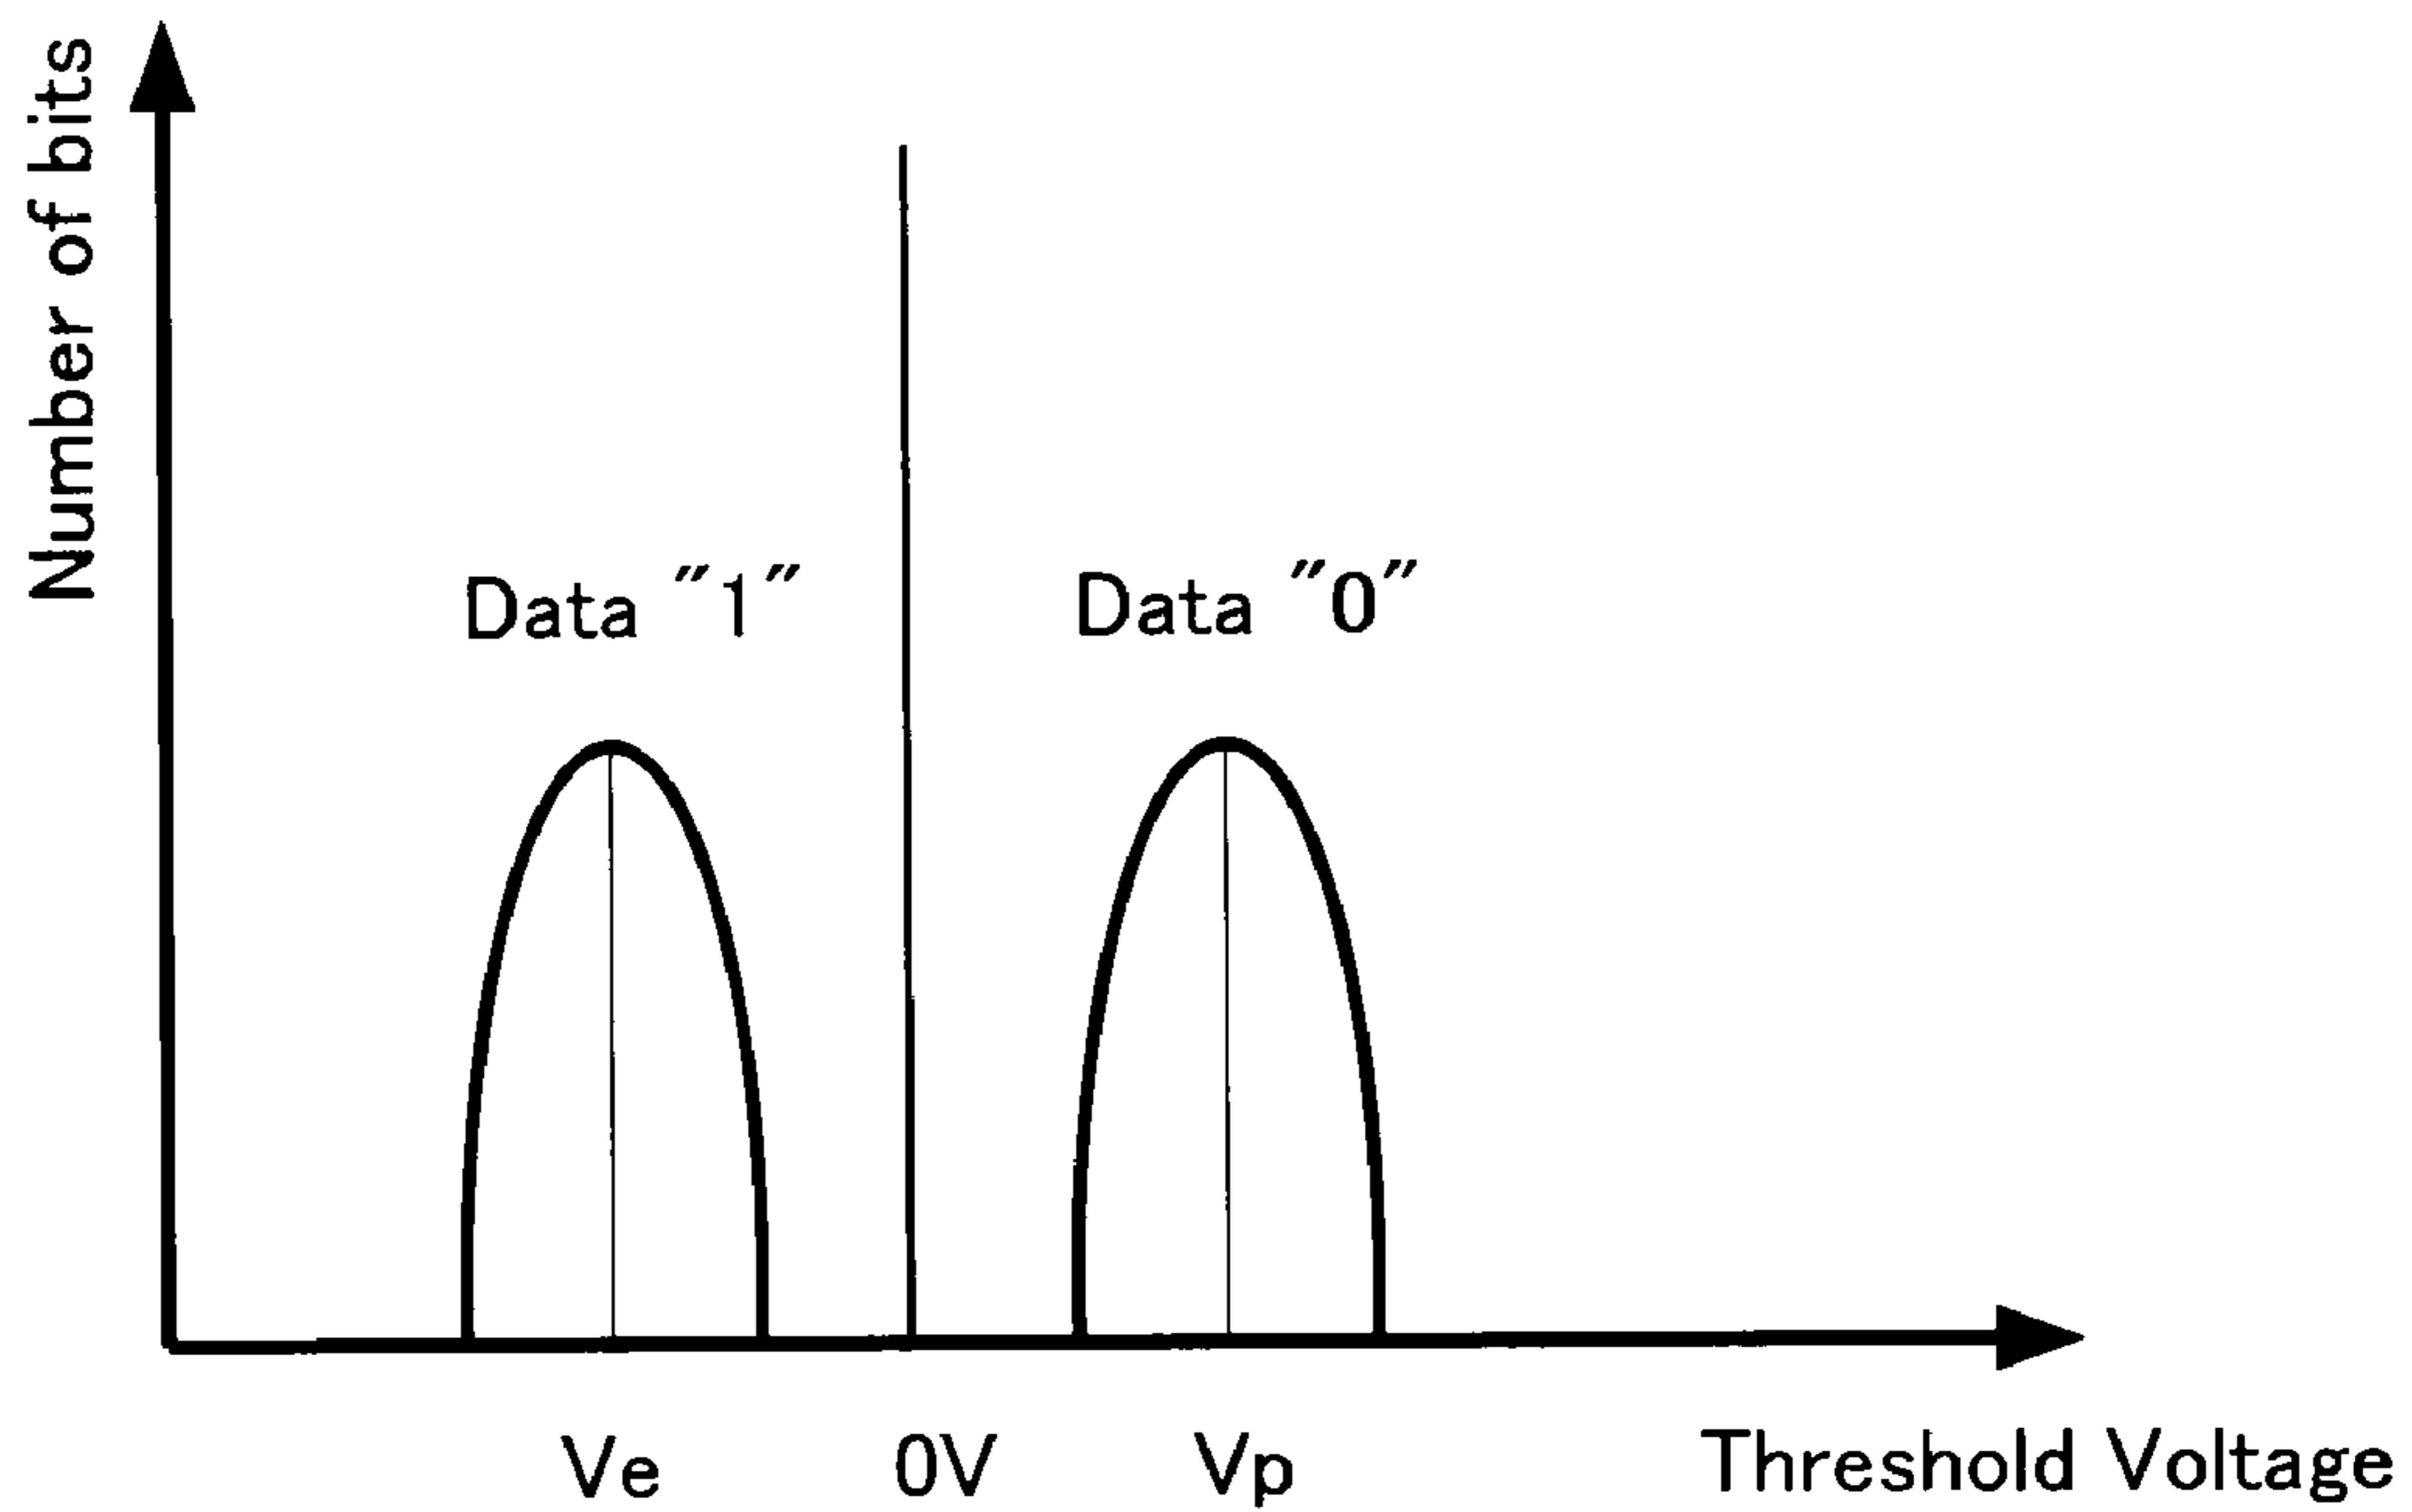 Number of bits
Data "1"
Data "0"
Ve
0V
Vp
Threshold Voltage